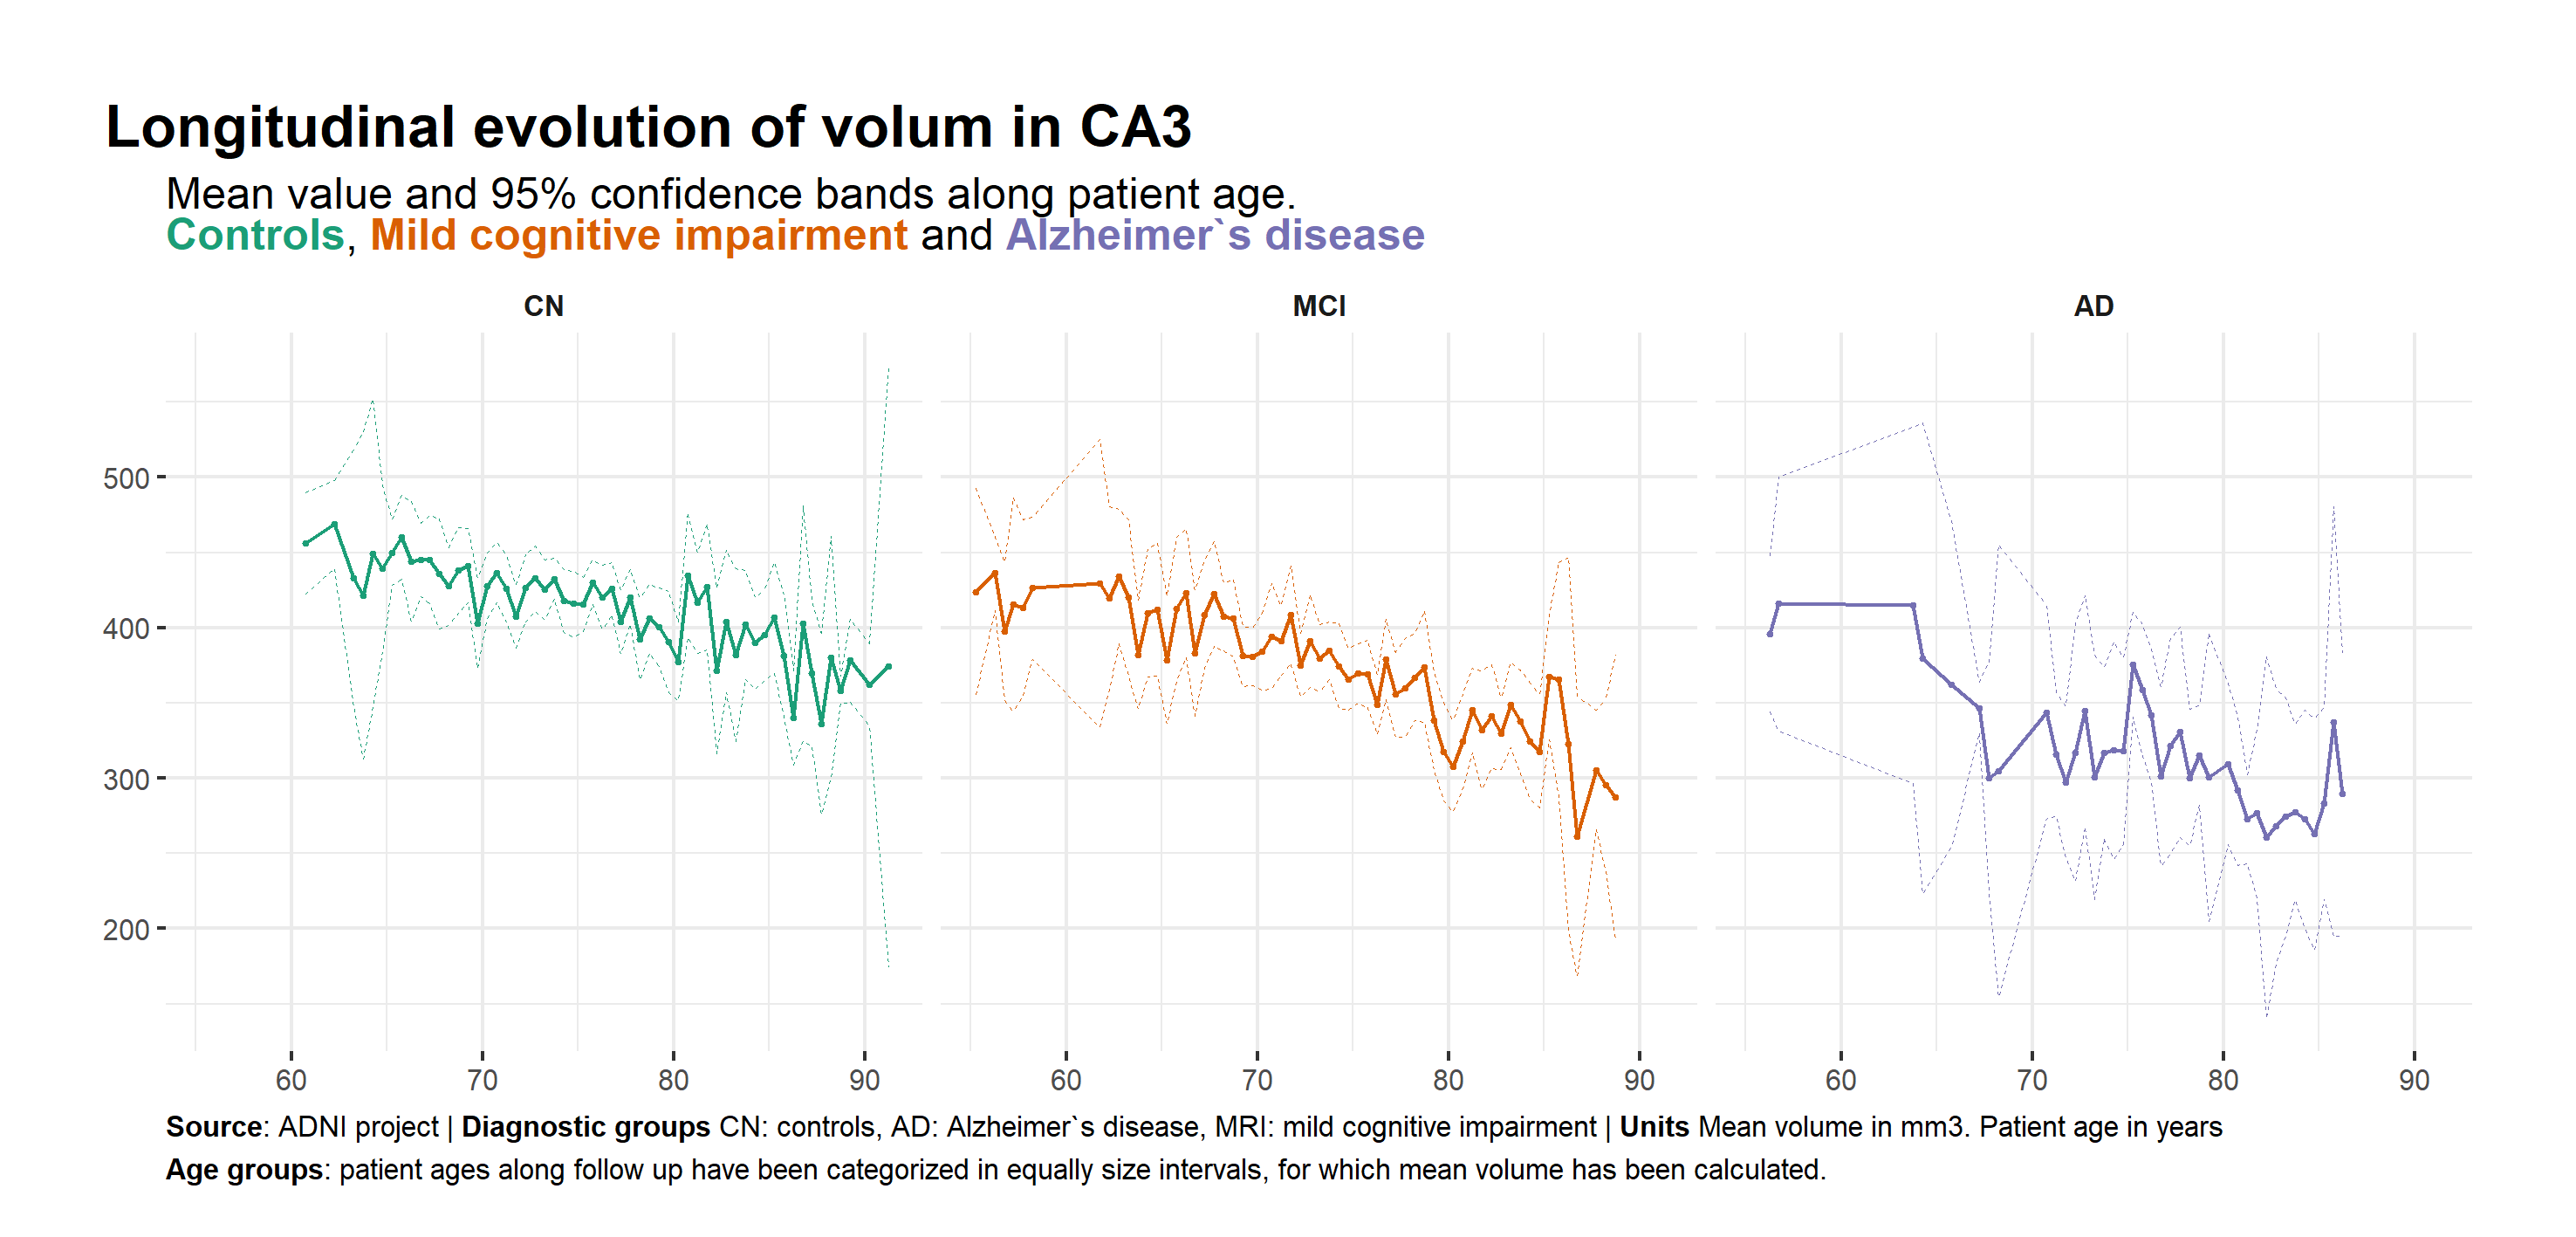 Longitudinal evolution of volum in CA3
Mean value and 95% confidence bands along patient age.
Controls, Mild cognitive impairment and Alzheimer`s disease
CN MCI AD
500
400
300
200
60 70 80 90 60 70 80 90 60 70 80 90
Source: ADNI project | Diagnostic groups CN: controls, AD: Alzheimer`s disease, MRI: mild cognitive impairment | Units Mean volume in mm3. Patient age in years
Age groups: patient ages along follow up have been categorized in equally size intervals, for which mean volume has been calculated.